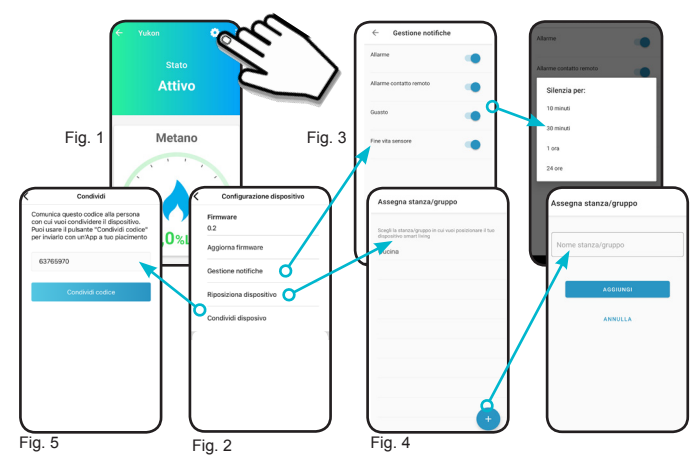 Yukon
Stato
Attivo
Metano
,0%L
Fig. 1
Gestione notifiche
Allarme
Allarme contatto remoto
Guasto
Fine vita sensore
Fig. 3
Allarme
Allarme contatto remoto
Silenzia per:
10 minuti
30 minuti
1 ora
24 ore
Condividi
Comunica questo codice alla persona
con cui vuoi condividere il dispositivo.
Puoi usare il pulsante "Condividi codice"
per inviarlo con un'App a tuo piacimento
63765970
Condividi codice
Fig. 5
Configurazione dispositivo
Firmware
0.2
Aggiorna firmware
Gestione notifiche
Riposiziona dispositivo
Condividi disposivo
Fig. 2
Assegna stanza/gruppo
Scegli la stanza/gruppo in cui vuoi posizionare il tuo
dispositivo smart living
Cucina
+
Fig. 4
Assegna stanza/gruppo
Nome stanza/gruppo
AGGIUNGI
ANNULLA